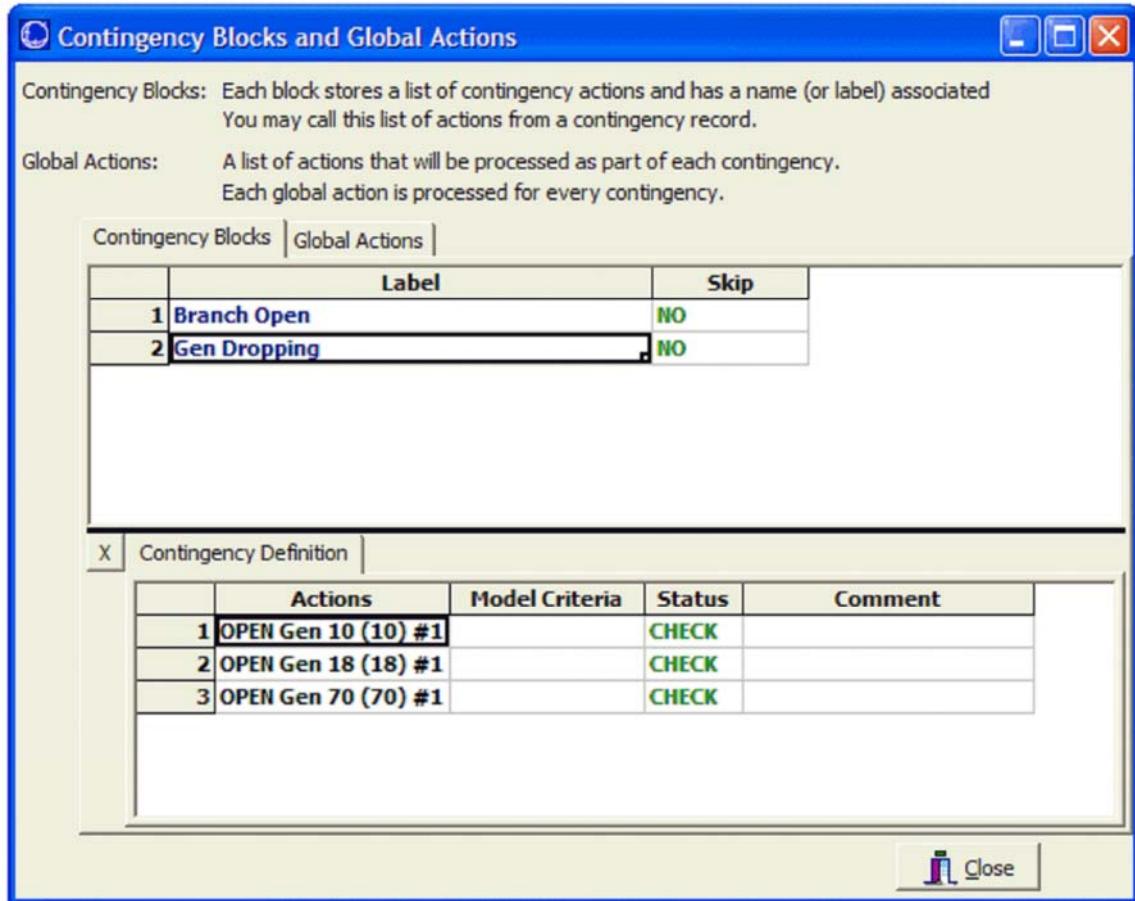 Contingency Blocks and Global Actions
Contingency Blocks: Each block stores a list of contingency actions and has a name (or label) associated
You may call this list of actions from a contingency record.
Global Actions: A list of actions that will be processed as part of each contingency.
Each global action is processed for every contingency.
Contingency Blocks Global Actions
Label Skip
1 Branch Open NO
2 Gen Dropping NO
X Contingency Definition
Actions Model Criteria Status Comment
1 OPEN Gen 10 (10) #1 CHECK
2 OPEN Gen 18 (18) #1 CHECK
3 OPEN Gen 70 (70) #1 CHECK
Close